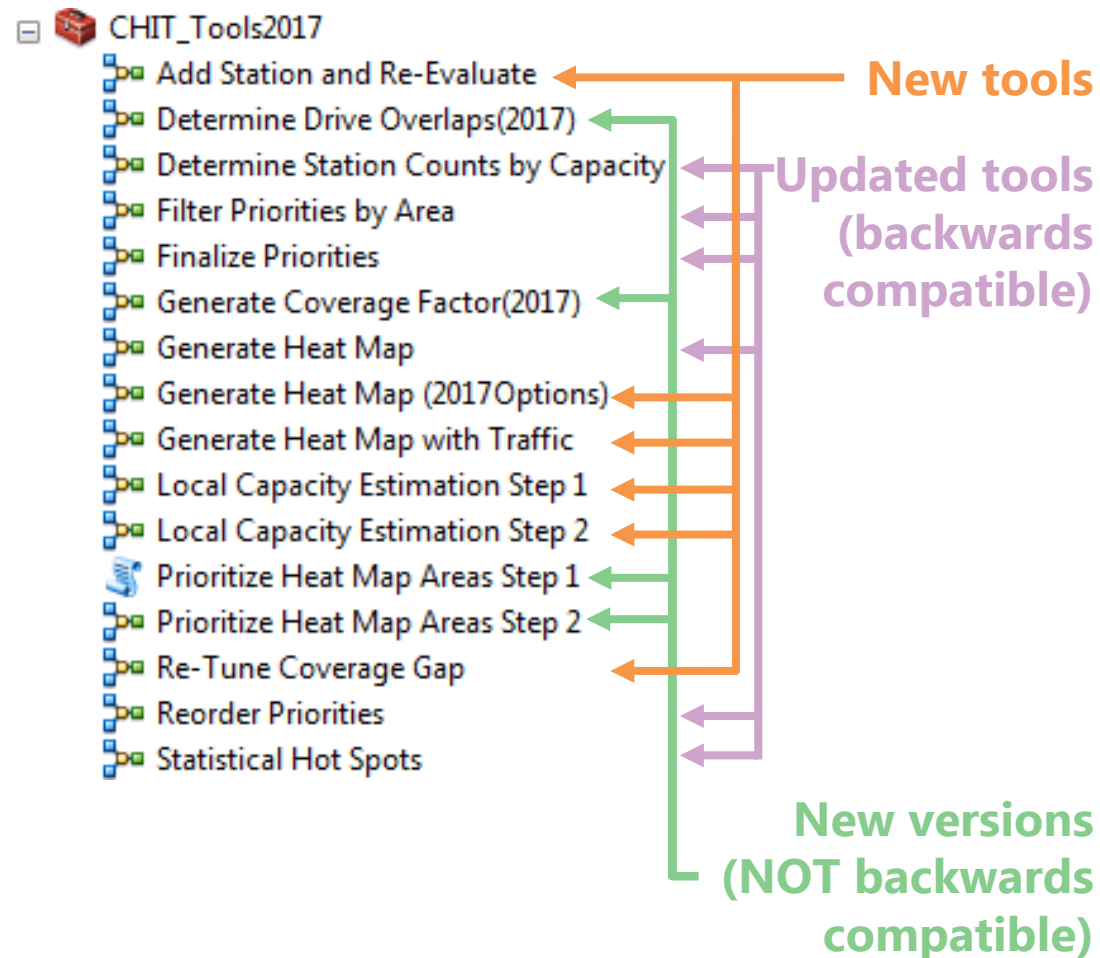 CHIT_Tools2017
Add Station and Re-Evaluate
New tools
Determine Drive Overlaps(2017)
Determine Station Counts by Capacity
Updated tools
(backwards
compatible)
Filter Priorities by Area
Finalize Priorities
Generate Coverage Factor(2017)
Generate Heat Map
Generate Heat Map (2017Options)
Generate Heat Map with Traffic
Local Capacity Estimation Step 1
Local Capacity Estimation Step 2
Prioritize Heat Map Areas Step 1
Prioritize Heat Map Areas Step 2
Re-Tune Coverage Gap
Reorder Priorities
Statistical Hot Spots
New versions
(NOT backwards
compatible)